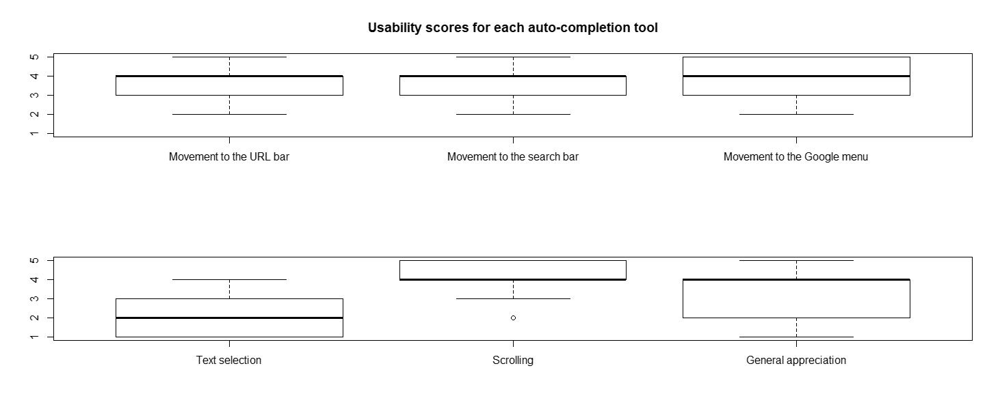 Usability scores for each auto-completion tool
5
4
3
2
1
Movement to the URL bar
Movement to the search bar
Movement to the Google menu
5
4
3
2
1
Text selection
Scrolling
General appreciation